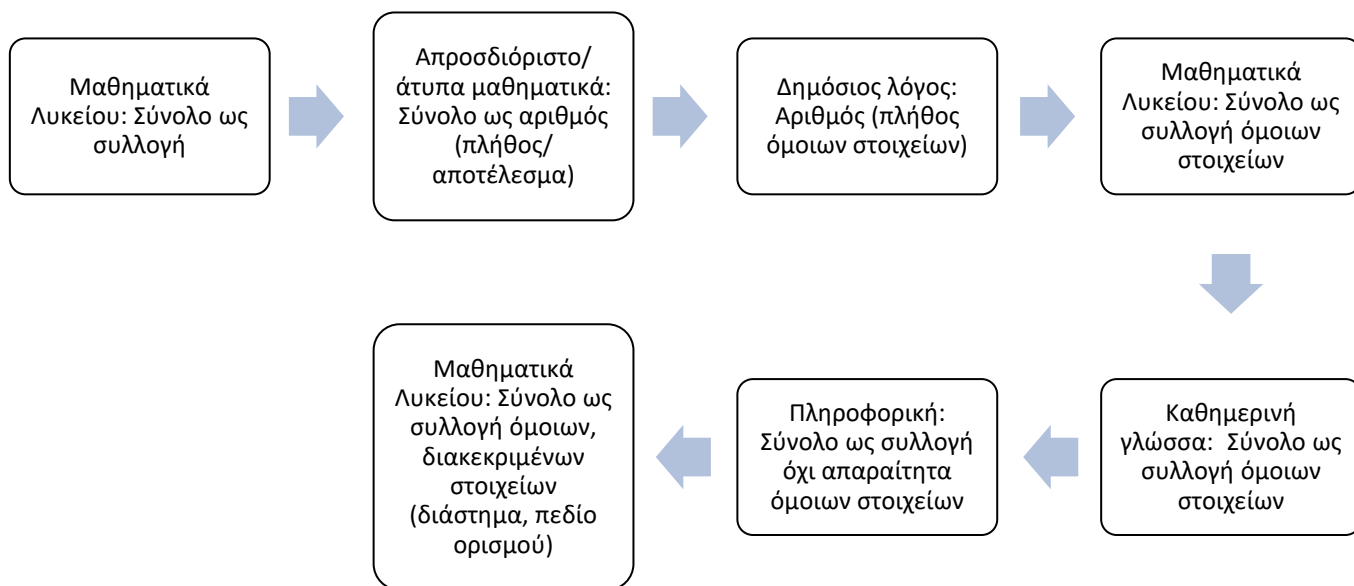 Μαθηματικά
Λυκείου: Σύνολο ως
συλλογή
Απροσδιόριστο/
άτυπα μαθηματικά:
Σύνολο ως αριθμός
(πλήθος/
αποτέλεσμα)
Δημόσιος λόγος:
Αριθμός (πλήθος
όμοιων στοιχείων)
Μαθηματικά
Λυκείου: Σύνολο ως
συλλογή όμοιων
στοιχείων
Καθημερινή
γλώσσα: Σύνολο ως
συλλογή όμοιων
στοιχείων
Πληροφορική:
Σύνολο ως συλλογή
όχι απαραίτητα
όμοιων στοιχείων
Μαθηματικά
Λυκείου: Σύνολο ως
συλλογή όμοιων,
διακεκριμένων
στοιχείων
(διάστημα, πεδίο
ορισμού)